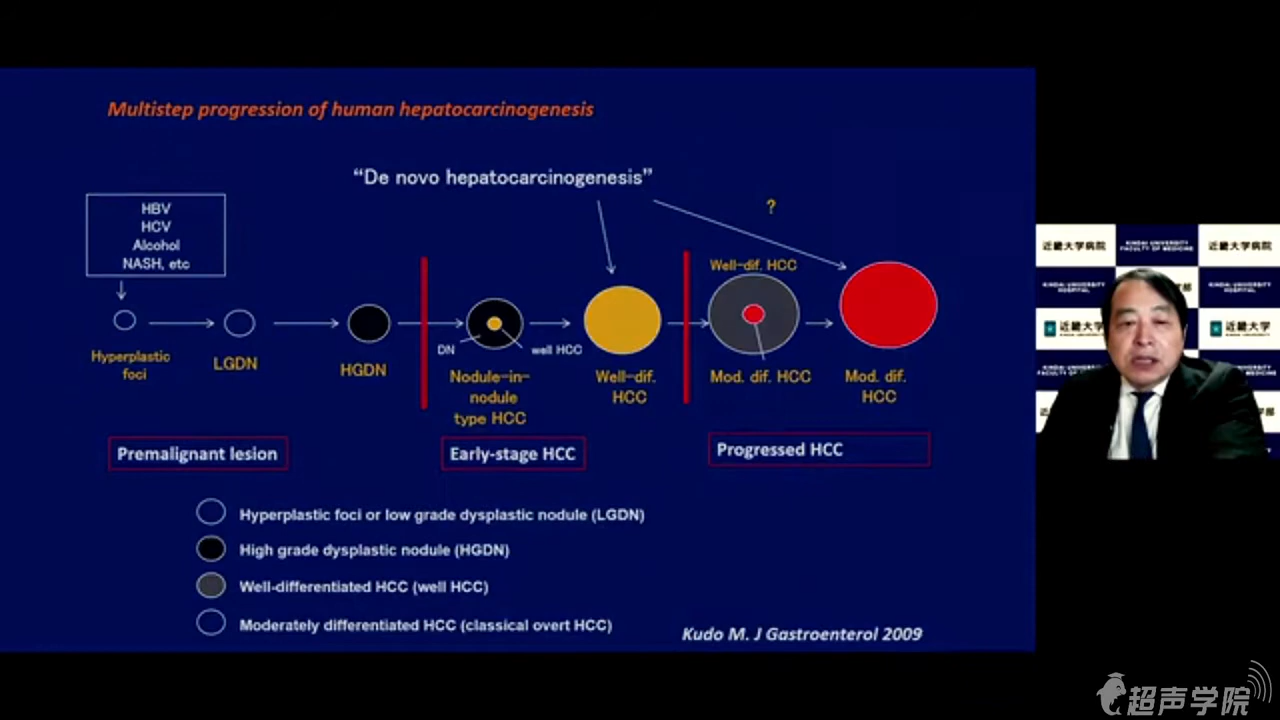 Multistep progression of human hepatocarcinogenesis
“De novo hepatocarcinogenesis”
?
HBV
HCV
Alcohol
NASH, etc
Well-dif. HCC
DN
well HCC
Hyperplastic
foci
LGDN
HGDN
Nodule-in-
nodule
type HCC
Well-dif.
HCC
Mod. dif. HCC
Mod. dif.
HCC
Premalignant lesion
Early-stage HCC
Progressed HCC
Hyperplastic foci or low grade dysplastic nodule (LGDN)
High grade dysplastic nodule (HGDN)
Well-differentiated HCC (well HCC)
Moderately differentiated HCC (classical overt HCC)
Kudo M. J Gastroenterol 2009
近畿大学病院
KINDAI UNIVERSITY
FACULTY OF MEDICINE
近畿大学病院
KINDAI UNIVERSITY
HOSPITAL
部
KINDAI UNIVERSITY
HOSPITAL
近畿大学
近畿大学
超声学院